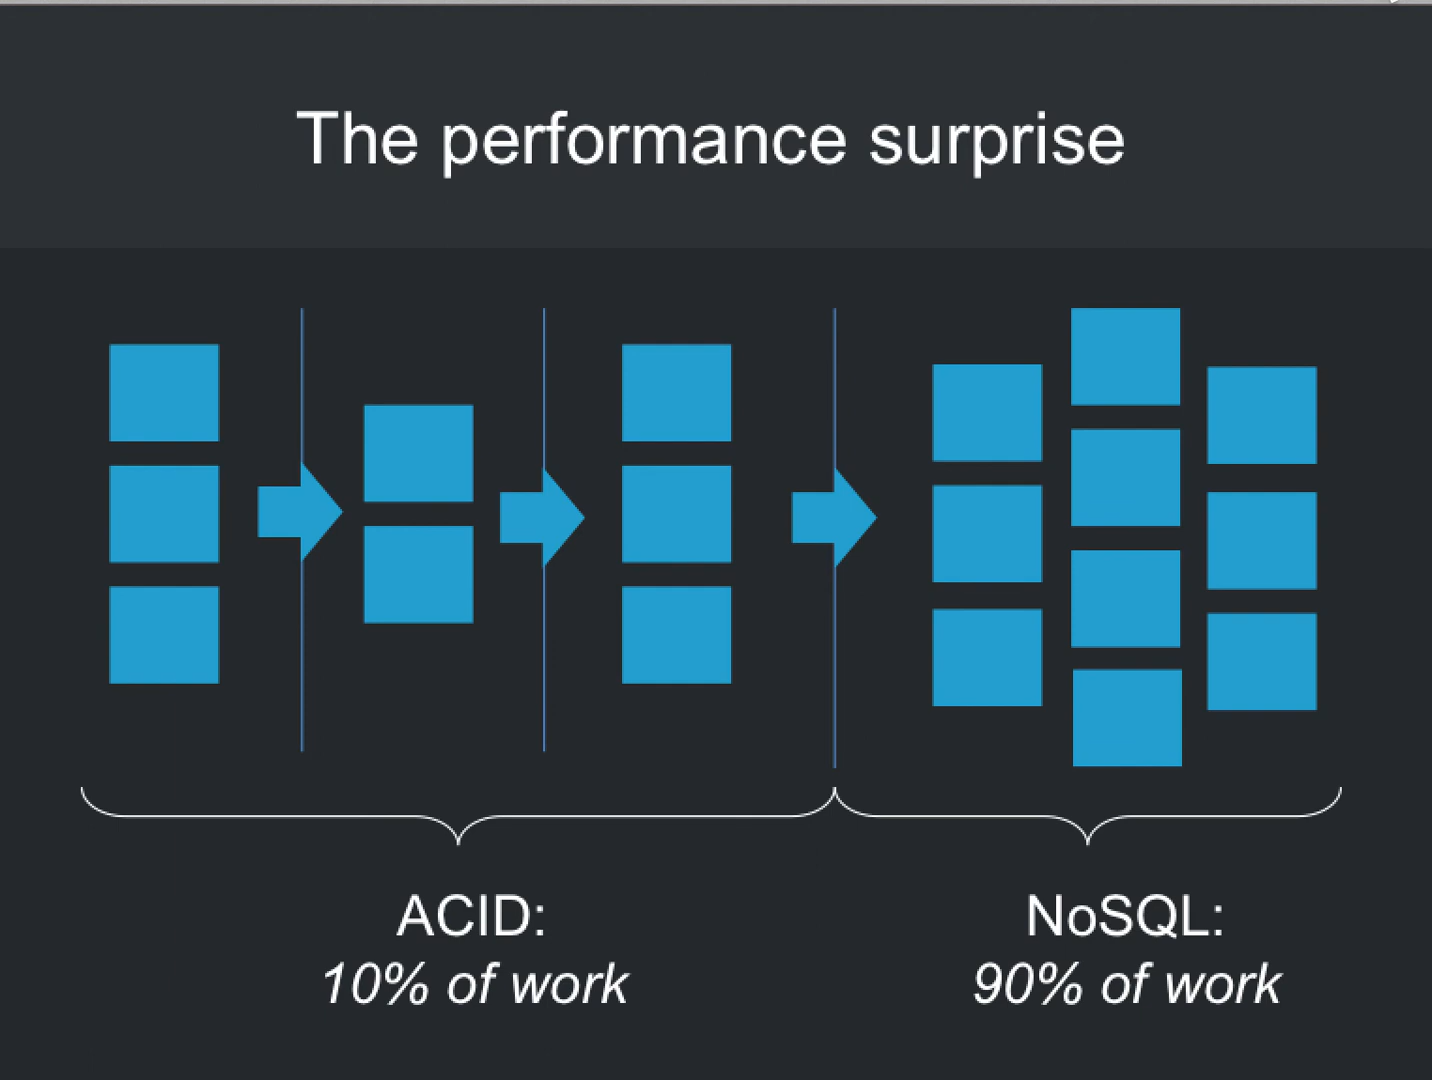 The performance surprise
ACID:
10% of work
NoSQL:
90% of work